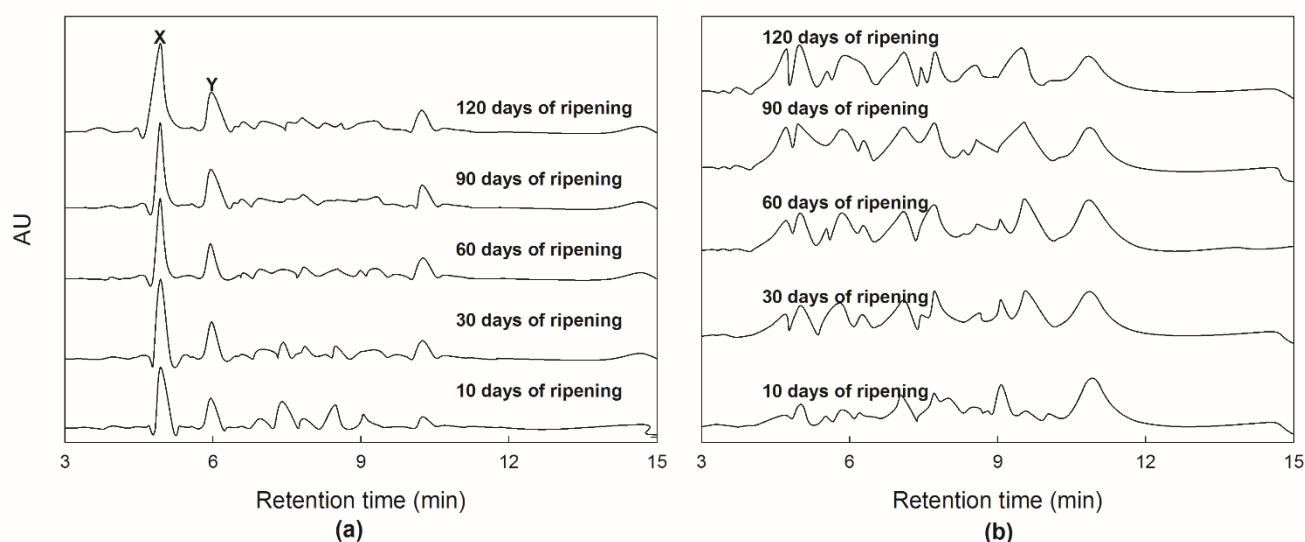 X
Y
120 days of ripening
90 days of ripening
60 days of ripening
30 days of ripening
10 days of ripening
AU
3 6 9 12 15
Retention time (min)
(a)
120 days of ripening
90 days of ripening
60 days of ripening
30 days of ripening
10 days of ripening
3 6 9 12 15
Retention time (min)
(b)